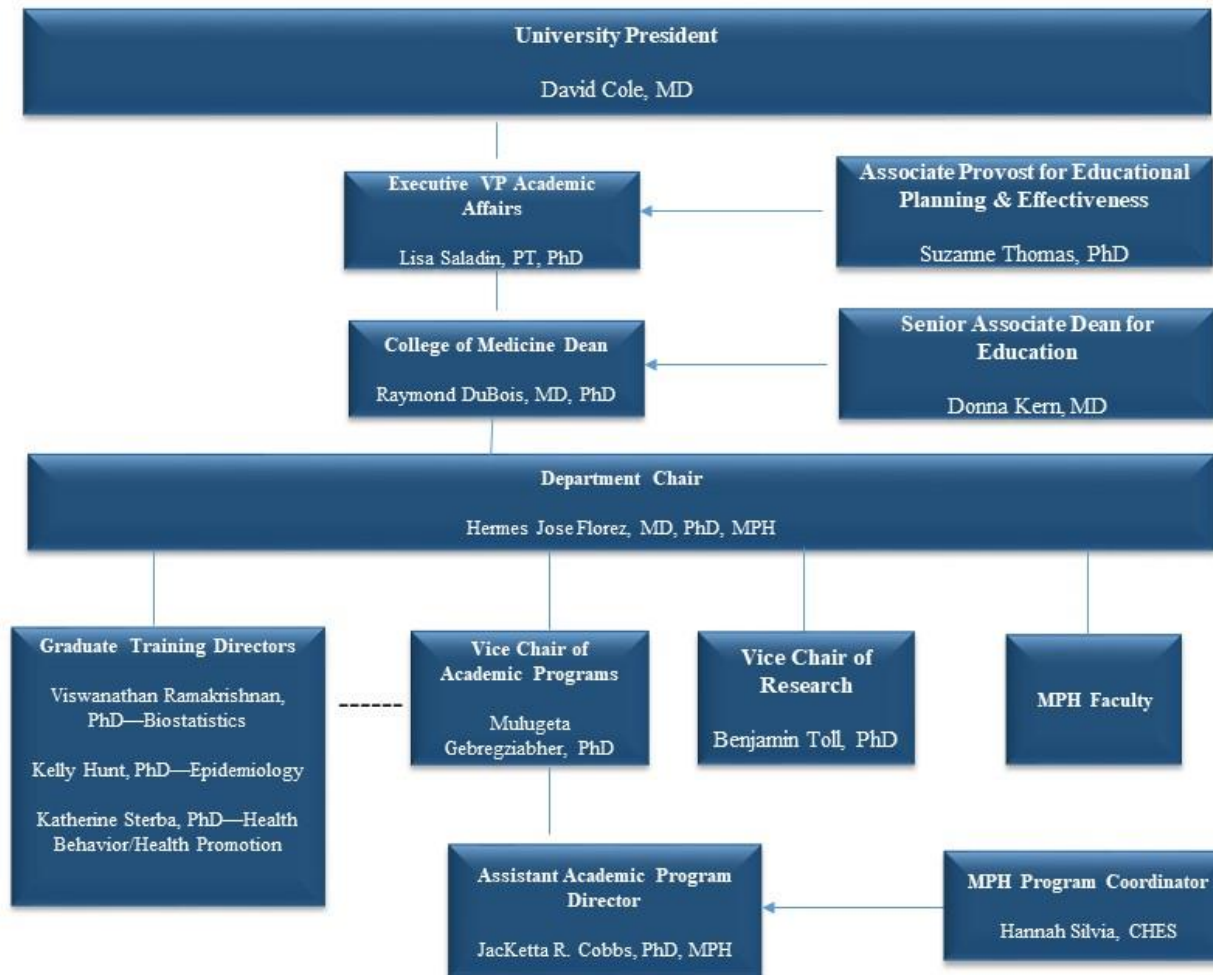 University President
David Cole, MD
Executive VP Academic
Affairs
Lisa Saladin, PT, PhD
Associate Provost for Educational
Planning & Effectiveness
Suzanne Thomas, PhD
College of Medicine Dean
Raymond DuBois, MD, PhD
Senior Associate Dean for
Education
Donna Kern, MD
Department Chair
Hermes Jose Florez, MD, PhD, MPH
Graduate Training Directors
Viswanathan Ramakrishnan,
PhD—Biostatistics
Kelly Hunt, PhD—Epidemiology
Katherine Sterba, PhD—Health
Behavior/Health Promotion
Vice Chair of
Academic Programs
Mulugeta
Gebregziabher, PhD
Vice Chair of
Research
Benjamin Toll, PhD
MPH Faculty
Assistant Academic Program
Director
JacKetta R. Cobbs, PhD, MPH
MPH Program Coordinator
Hannah Silvia, CHES